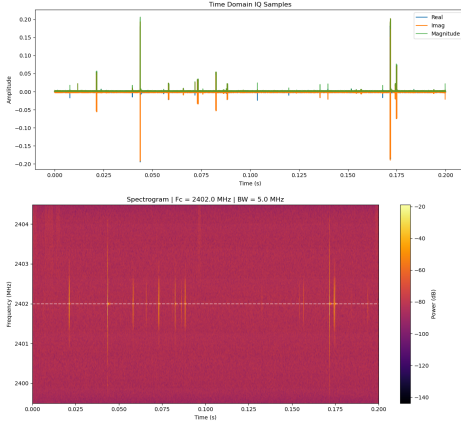 Time Domain IQ Samples
Real
Imag
Magnitude
Amplitude
0.20
0.15
0.10
0.05
0.00
−0.05
−0.10
−0.15
−0.20
0.000 0.025 0.050 0.075 0.100 0.125 0.150 0.175 0.200
Time (s)
Spectrogram | Fc = 2402.0 MHz | BW = 5.0 MHz
Frequency (MHz)
2404
2403
2402
2401
2400
0.000 0.025 0.050 0.075 0.100 0.125 0.150 0.175 0.200
Time (s)
−20
−40
−60
−80
−100
−120
−140
Power (dB)